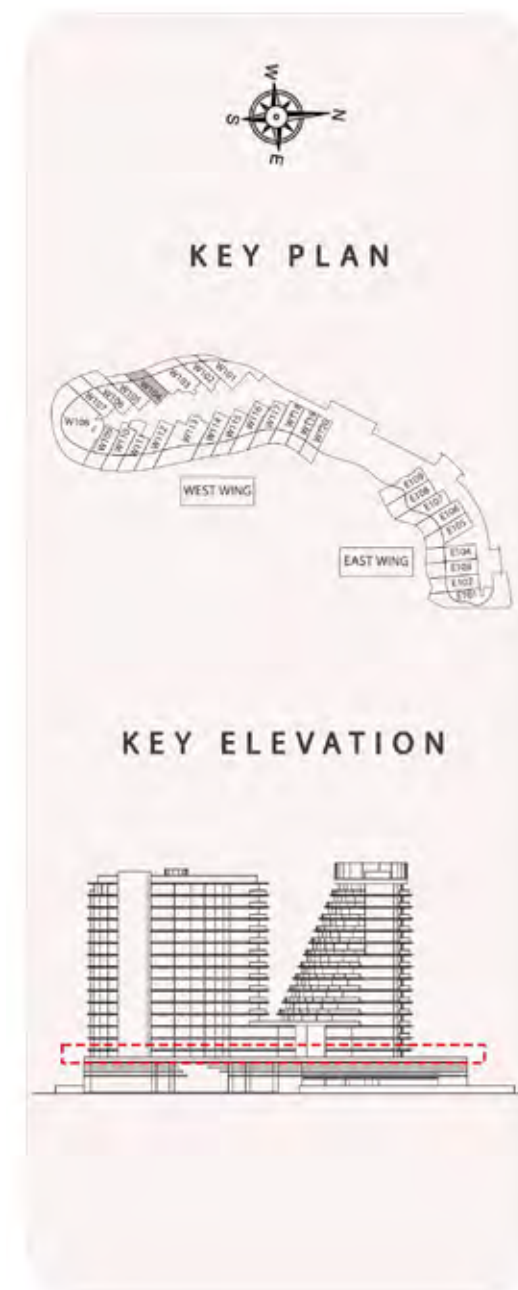 W
S
N
E
KEY PLAN
W101
W102
W103
W104
W105
W106
W107
W108
W109
W110
W111
W112
W113
W114
W115
W116
W117
W118
W119
W120
WEST WING
E109
E108
E107
E106
E105
E104
E103
E102
E101
EAST WING
KEY ELEVATION